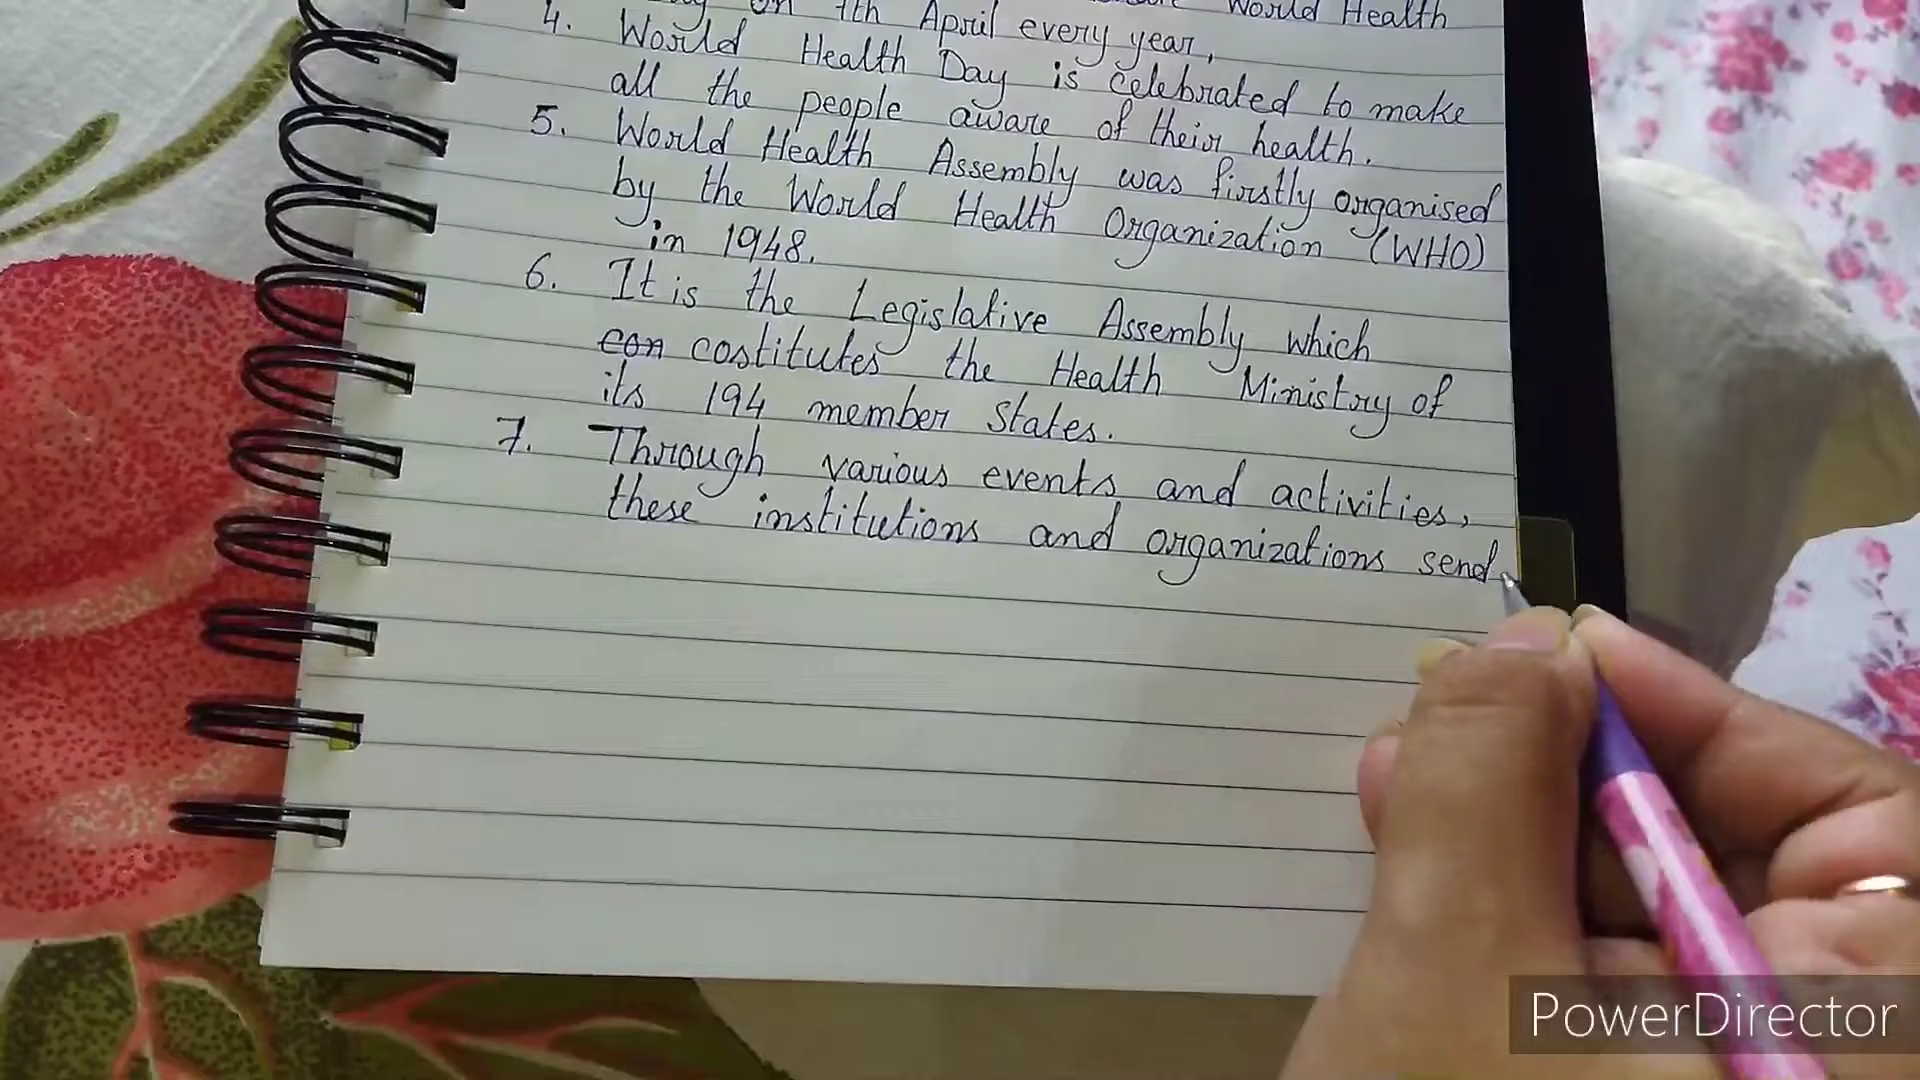 on 7th April every year.
World Health
4. World Health Day is celebrated to make
all the people aware of their health.
5. World Health Assembly was firstly organised
by the World Health Organization (WHO)
in 1948.
6. It is the Legislative Assembly which
con costitutes the Health Ministry of
its 194 member States.
7. Through various events and activities,
these institutions and organizations send
PowerDirector